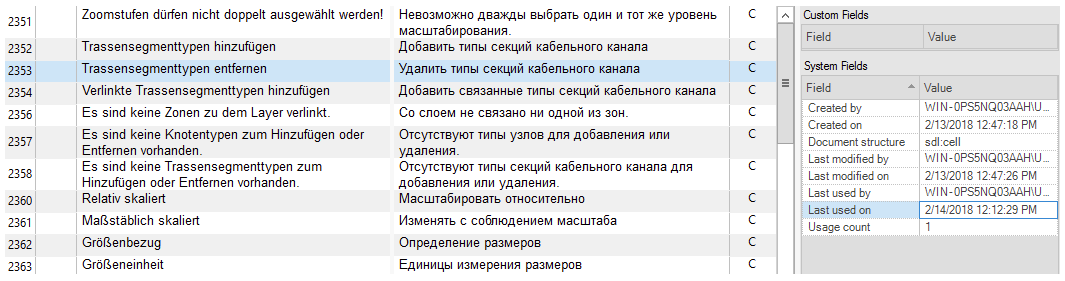 2351 Zoomstufen dürfen nicht doppelt ausgewählt werden! Невозможно дважды выбрать один и тот же уровень C
масштабирования.
2352 Trassensegmenttypen hinzufügen Добавить типы секций кабельного канала C
2353 Trassensegmenttypen entfernen Удалить типы секций кабельного канала C
2354 Verlinkte Trassensegmenttypen hinzufügen Добавить связанные типы секций кабельного канала C
2356 Es sind keine Zonen zu dem Layer verlinkt. Со слоем не связано ни одной из зон. C
2357 Es sind keine Knotentypen zum Hinzufügen oder Отсутствуют типы узлов для добавления или C
Entfernen vorhanden. удаления.
2358 Es sind keine Trassensegmenttypen zum Отсутствуют типы секций кабельного канала для C
Hinzufügen oder Entfernen vorhanden. добавления или удаления.
2360 Relativ skaliert Масштабировать относительно C
2361 Maßstäblich skaliert Изменять с соблюдением масштаба C
2362 Größenbezug Определение размеров C
2363 Größeneinheit Единицы измерения размеров C
Custom Fields
Field Value
System Fields
Field Value
Created by WIN-0PS5NQ03AAH\U...
Created on 2/13/2018 12:47:18 PM
Document structure sdl:cell
Last modified by WIN-0PS5NQ03AAH\U...
Last modified on 2/13/2018 12:47:26 PM
Last used by WIN-0PS5NQ03AAH\U...
Last used on 2/14/2018 12:12:29 PM
Usage count 1